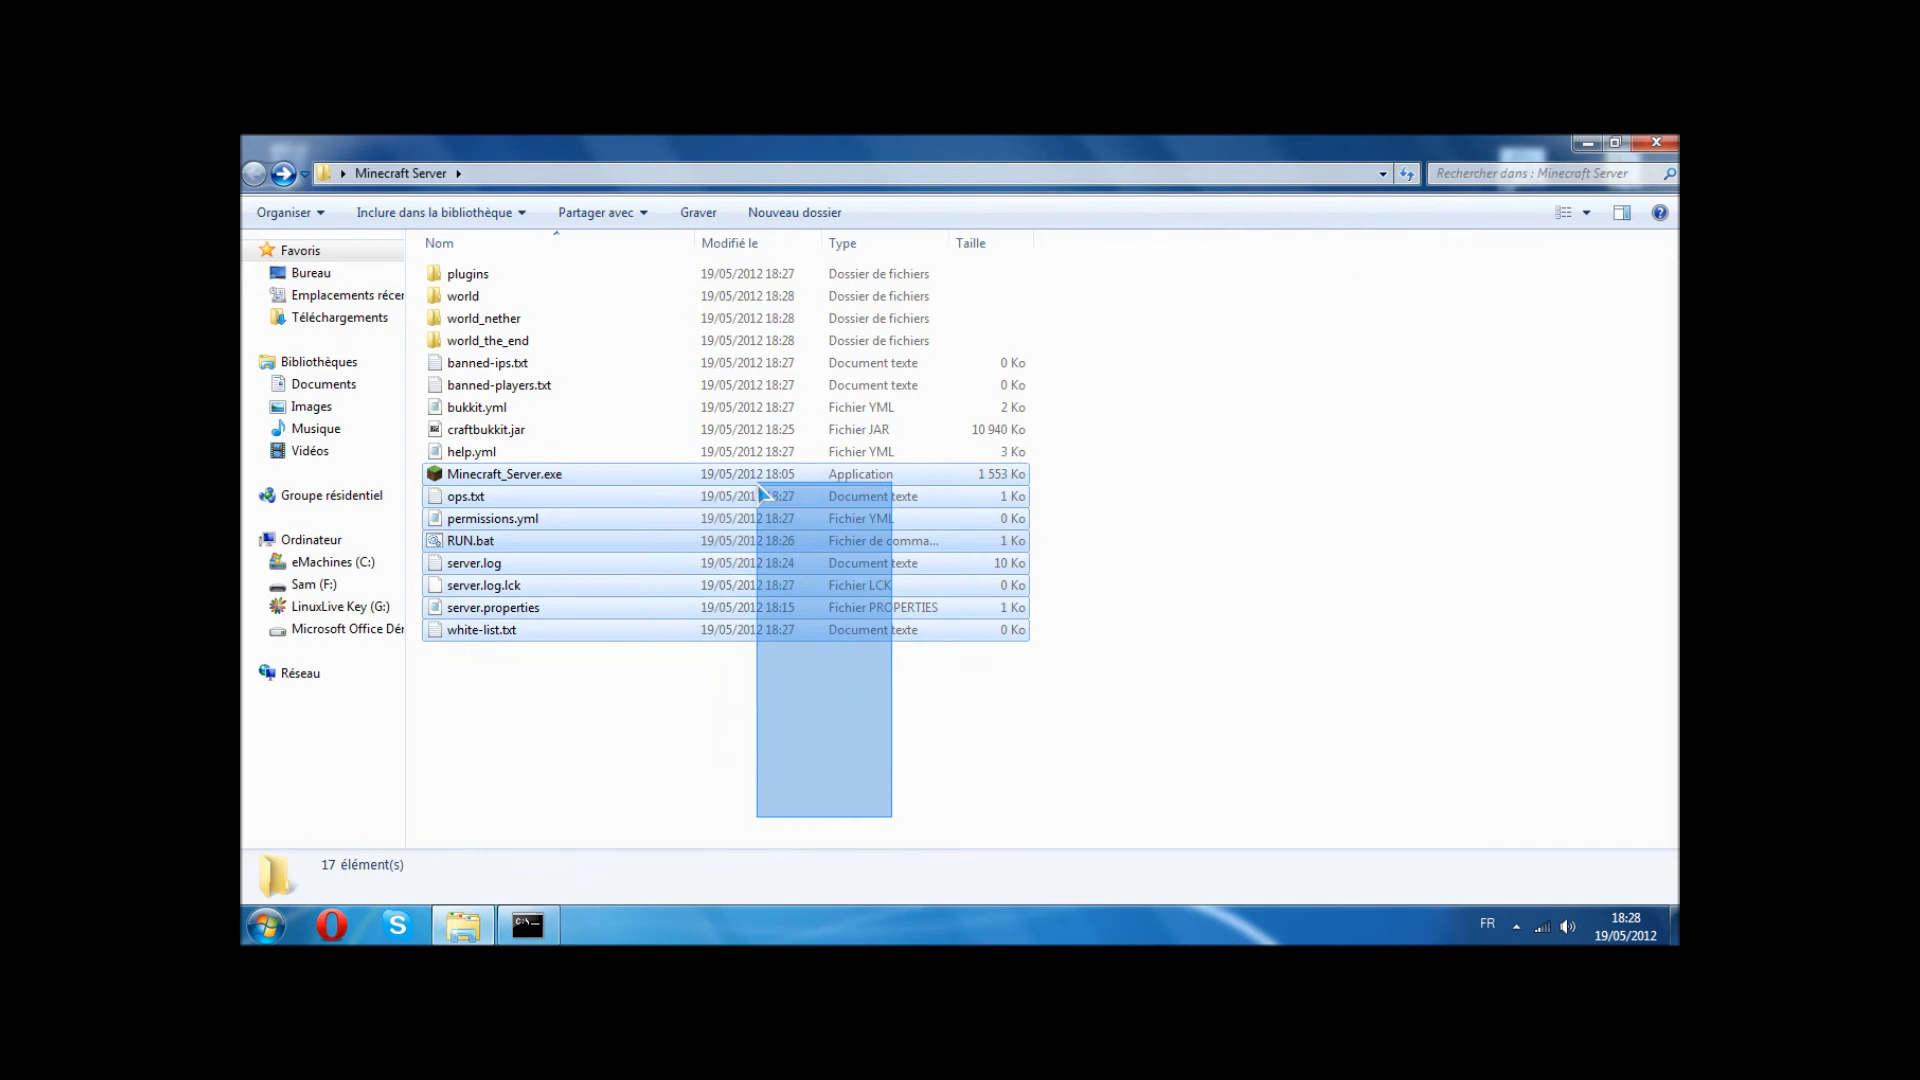 Minecraft Server
Rechercher dans : Minecraft Server
Organiser Inclure dans la bibliothèque Partager avec Graver Nouveau dossier
Nom Modifié le Type Taille
Favoris
Bureau
Emplacements récer
Téléchargements
Bibliothèques
Documents
Images
Musique
Vidéos
Groupe résidentiel
Ordinateur
eMachines (C:)
Sam (F:)
LinuxLive Key (G:)
Microsoft Office Dér
Réseau
plugins 19/05/2012 18:27 Dossier de fichiers
world 19/05/2012 18:28 Dossier de fichiers
world_nether 19/05/2012 18:28 Dossier de fichiers
world_the_end 19/05/2012 18:28 Dossier de fichiers
banned-ips.txt 19/05/2012 18:27 Document texte 0 Ko
banned-players.txt 19/05/2012 18:27 Document texte 0 Ko
bukkit.yml 19/05/2012 18:27 Fichier YML 2 Ko
craftbukkit.jar 19/05/2012 18:25 Fichier JAR 10 940 Ko
help.yml 19/05/2012 18:27 Fichier YML 3 Ko
Minecraft_Server.exe 19/05/2012 18:05 Application 1 553 Ko
ops.txt 19/05/201 8:27 Document texte 1 Ko
permissions.yml 19/05/2012 18:27 Fichier YML 0 Ko
RUN.bat 19/05/2012 18:26 Fichier de comma... 1 Ko
server.log 19/05/2012 18:24 Document texte 10 Ko
server.log.lck 19/05/2012 18:27 Fichier LCK 0 Ko
server.properties 19/05/2012 18:15 Fichier PROPERTIES 1 Ko
white-list.txt 19/05/2012 18:27 Document texte 0 Ko
17 élément(s)
C:\_
FR
18:28
19/05/2012